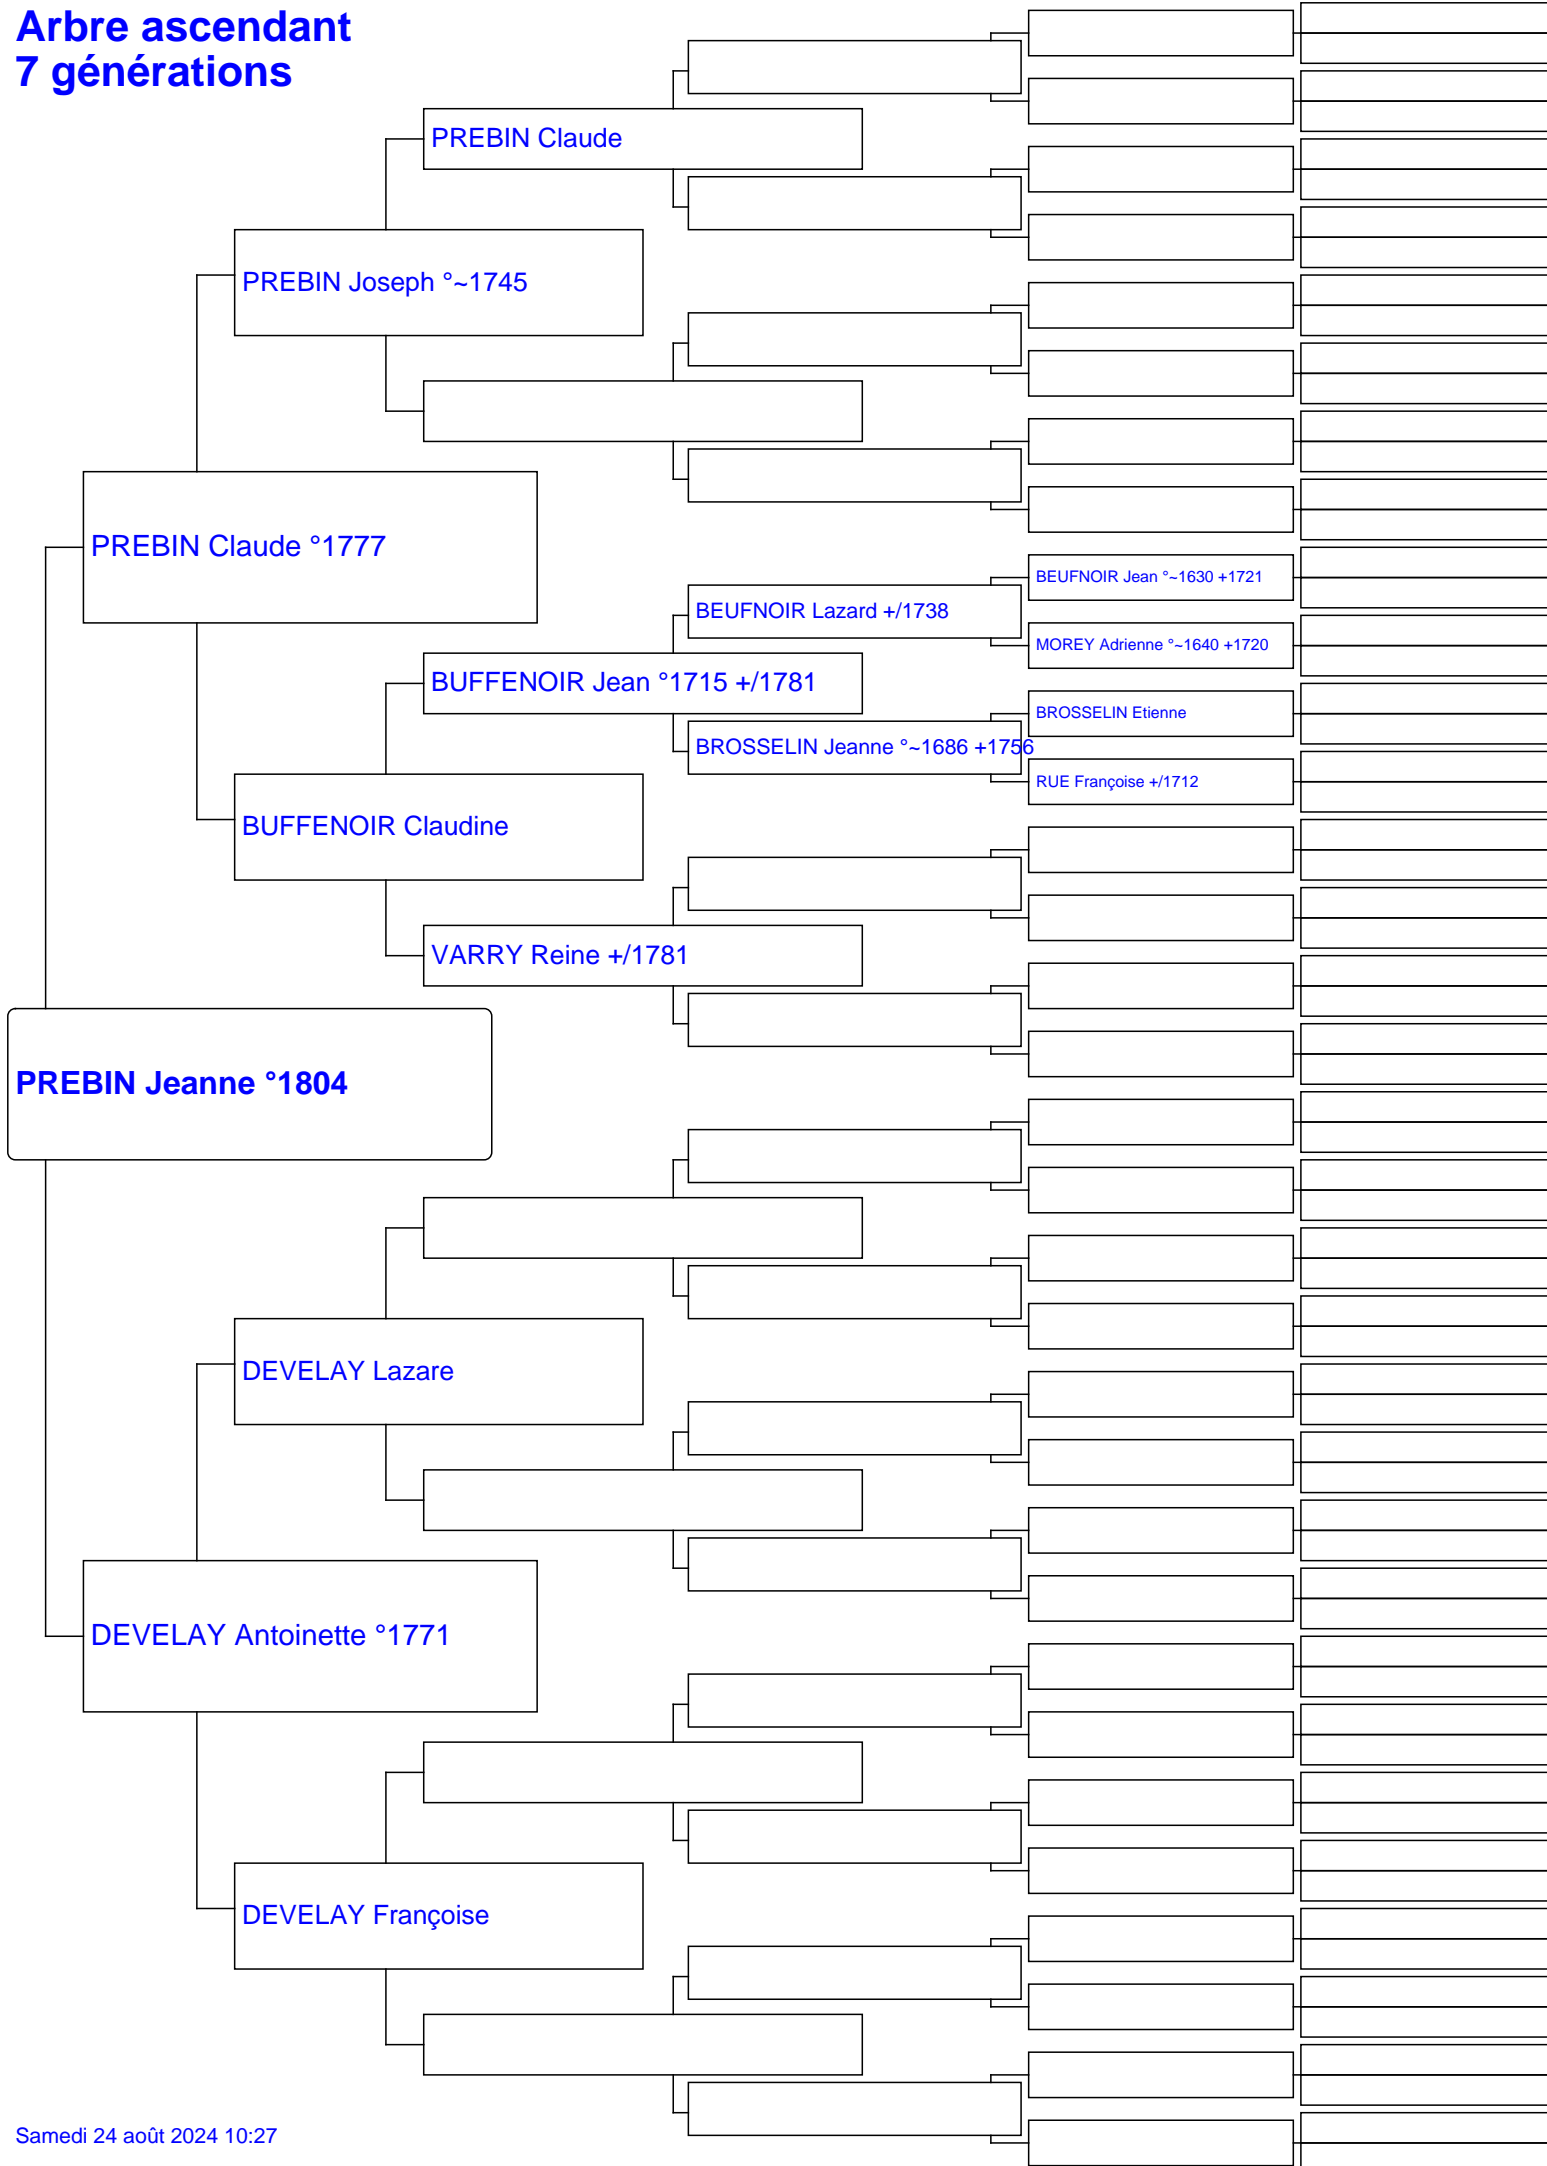 Arbre ascendant
7 générations
PREBIN Claude
PREBIN Joseph °~1745
PREBIN Claude °1777
BEUFNOIR Jean °~1630 +1721
BEUFNOIR Lazard +/1738
MOREY Adrienne °~1640 +1720
BUFFENOIR Jean °1715 +/1781
BROSSELIN Etienne
BROSSELIN Jeanne °~1686 +1756
RUE Françoise +/1712
BUFFENOIR Claudine
VARRY Reine +/1781
PREBIN Jeanne °1804
DEVELAY Lazare
DEVELAY Antoinette °1771
DEVELAY Françoise
Samedi 24 août 2024 10:27